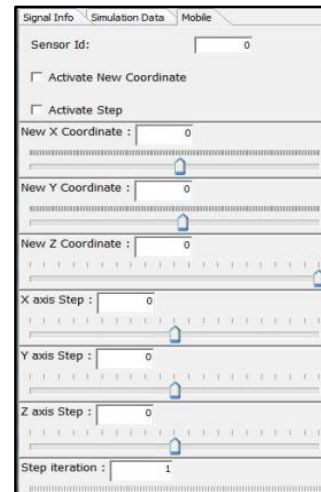 Signal Info Simulation Data Mobile
Sensor Id: 0
Activate New Coordinate
Activate Step
New X Coordinate : 0
New Y Coordinate : 0
New Z Coordinate : 0
X axis Step : 0
Y axis Step : 0
Z axis Step : 0
Step iteration : 1